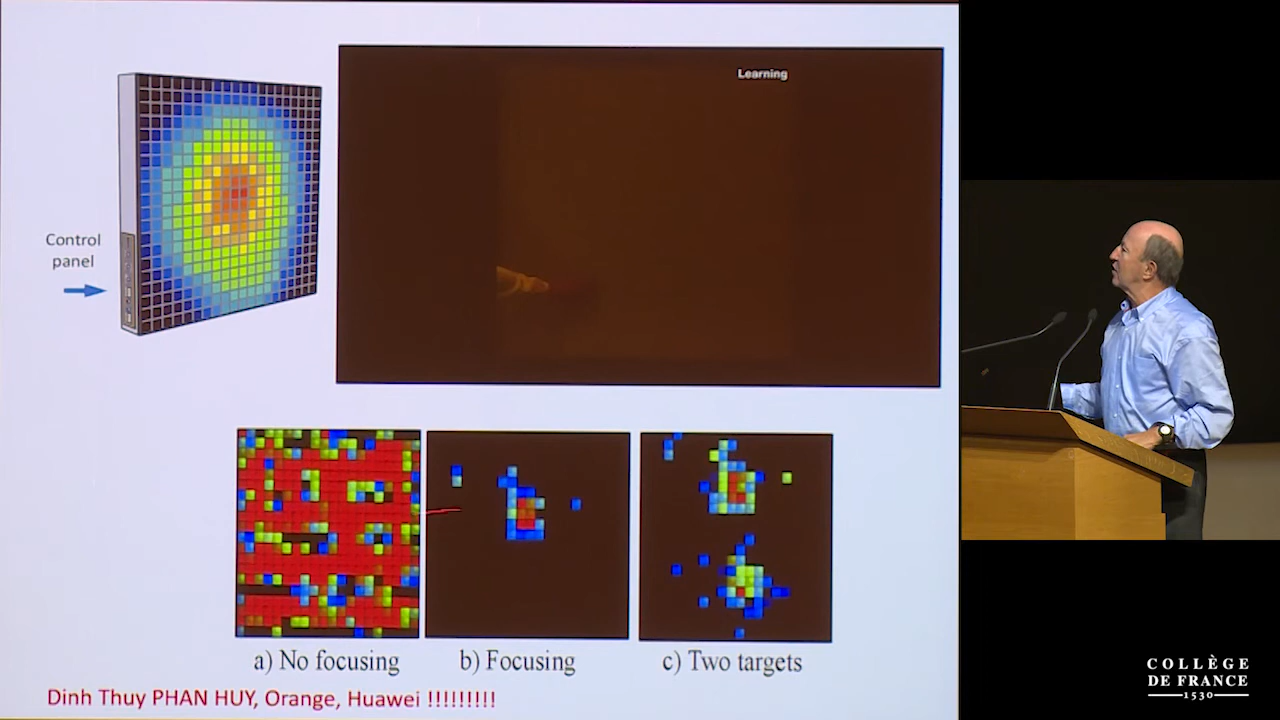 Learning
Control
panel
a) No focusing
b) Focusing
c) Two targets
Dinh Thuy PHAN HUY, Orange, Huawei !!!!!!!!!
COLLÈGE
DE FRANCE
1530